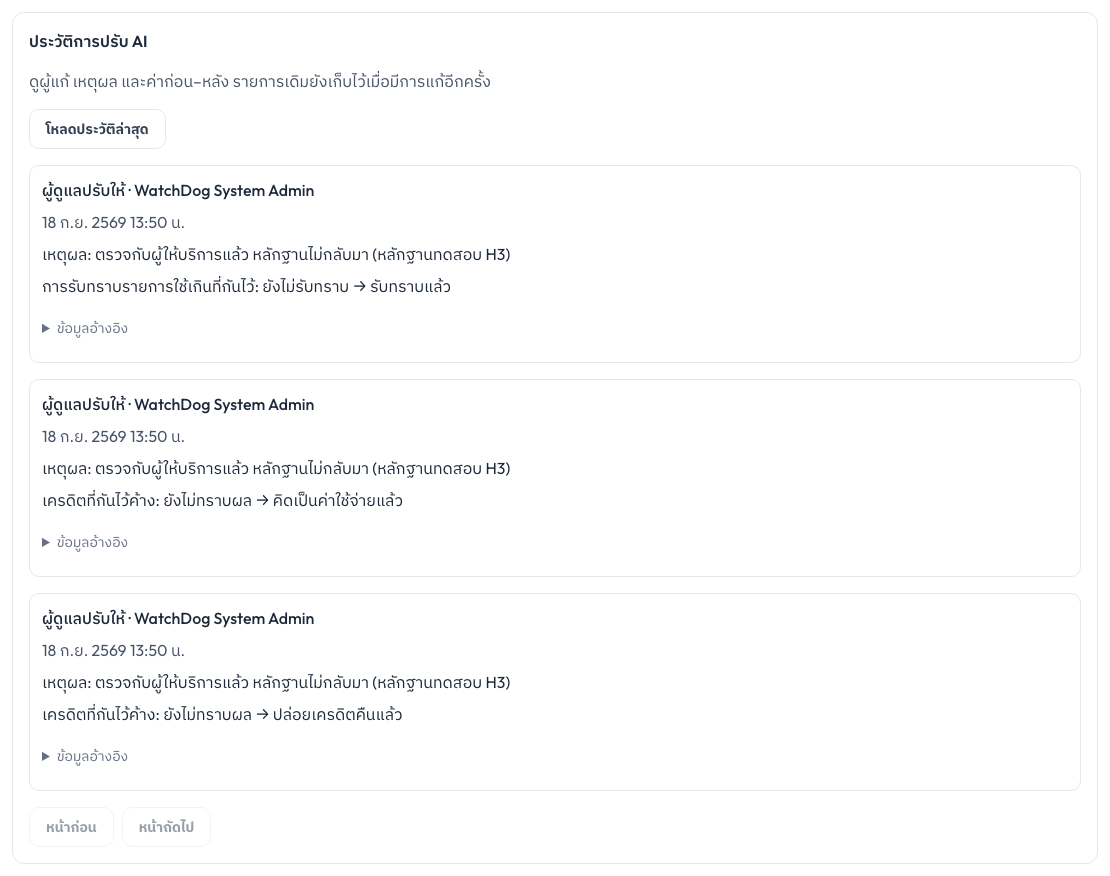 ประวัติการปรับ AI
ดูผู้แก้ เหตุผล และค่าก่อน–หลัง รายการเดิมยังเก็บไว้เมื่อมีการแก้อีกครั้ง
โหลดประวัติล่าสุด
ผู้ดูแลปรับให้ · WatchDog System Admin
18 ก.ย. 2569 13:50 น.
เหตุผล: ตรวจกับผู้ให้บริการแล้ว หลักฐานไม่กลับมา (หลักฐานทดสอบ H3)
การรับทราบรายการใช้เกินที่กันไว้: ยังไม่รับทราบ → รับทราบแล้ว
▶ ข้อมูลอ้างอิง
ผู้ดูแลปรับให้ · WatchDog System Admin
18 ก.ย. 2569 13:50 น.
เหตุผล: ตรวจกับผู้ให้บริการแล้ว หลักฐานไม่กลับมา (หลักฐานทดสอบ H3)
เครดิตที่กันไว้ค้าง: ยังไม่ทราบผล → คิดเป็นค่าใช้จ่ายแล้ว
▶ ข้อมูลอ้างอิง
ผู้ดูแลปรับให้ · WatchDog System Admin
18 ก.ย. 2569 13:50 น.
เหตุผล: ตรวจกับผู้ให้บริการแล้ว หลักฐานไม่กลับมา (หลักฐานทดสอบ H3)
เครดิตที่กันไว้ค้าง: ยังไม่ทราบผล → ปล่อยเครดิตคืนแล้ว
▶ ข้อมูลอ้างอิง
หน้าก่อน หน้าถัดไป